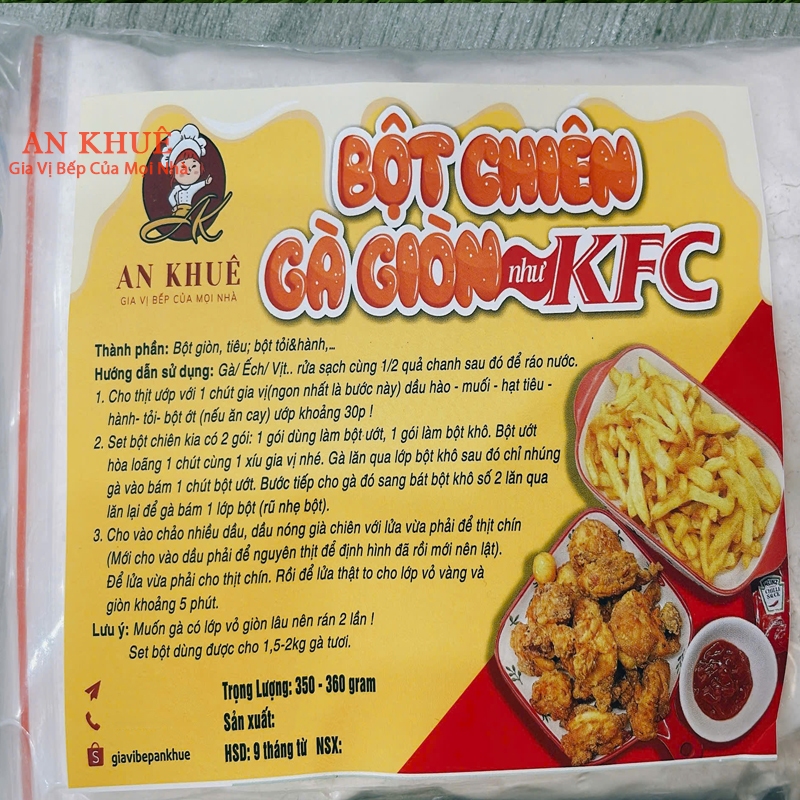 AN KHUÊ
Gia Vị Bếp Của Mọi Nhà
AK
AN KHUÊ
GIA VỊ BẾP CỦA MỌI NHÀ
BỘT CHIÊN
GÀ GIÒN như KFC
Thành phần: Bột giòn, tiêu; bột tỏi&hành,...
Hướng dẫn sử dụng: Gà/ Ếch/ Vịt.. rửa sạch cùng 1/2 quả chanh sau đó để ráo nước.
1. Cho thịt ướp với 1 chút gia vị(ngon nhất là bước này) dầu hào - muối - hạt tiêu -
hành- tỏi- bột ớt (nếu ăn cay) ướp khoảng 30p !
2. Set bột chiên kia có 2 gói: 1 gói dùng làm bột ướt, 1 gói làm bột khô. Bột ướt
hòa loãng 1 chút cùng 1 xíu gia vị nhé. Gà lăn qua lớp bột khô sau đó chỉ nhúng
gà vào bám 1 chút bột ướt. Bước tiếp cho gà đó sang bát bột khô số 2 lăn qua
lăn lại để gà bám 1 lớp bột (rũ nhẹ bột).
3. Cho vào chảo nhiều dầu, dầu nóng già chiên với lửa vừa phải để thịt chín
(Mới cho vào dầu phải để nguyên thịt để định hình đã rồi mới nên lật).
Để lửa vừa phải cho thịt chín. Rồi để lửa thật to cho lớp vỏ vàng và
giòn khoảng 5 phút.
Lưu ý: Muốn gà có lớp vỏ giòn lâu nên rán 2 lần !
Set bột dùng được cho 1,5-2kg gà tươi.
HEINZ
CHILLI
Trọng Lượng: 350 - 360 gram
Sản xuất:
S giavibepankhue
HSD: 9 tháng từ NSX: